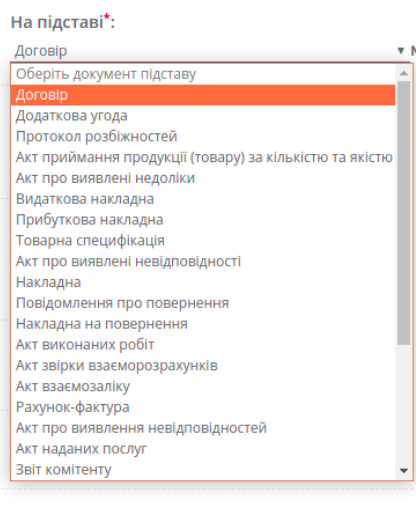 На підставі*:
Договір
Оберіть документ підставу
Договір
Додаткова угода
Протокол розбіжностей
Акт приймання продукції (товару) за кількістю та якістю
Акт про виявлені недоліки
Видаткова накладна
Прибуткова накладна
Товарна специфікація
Акт про виявлені невідповідності
Накладна
Повідомлення про повернення
Накладна на повернення
Акт виконаних робіт
Акт звірки взаєморозрахунків
Акт взаємозаліку
Рахунок-фактура
Акт про виявлення невідповідностей
Акт наданих послуг
Звіт комітенту